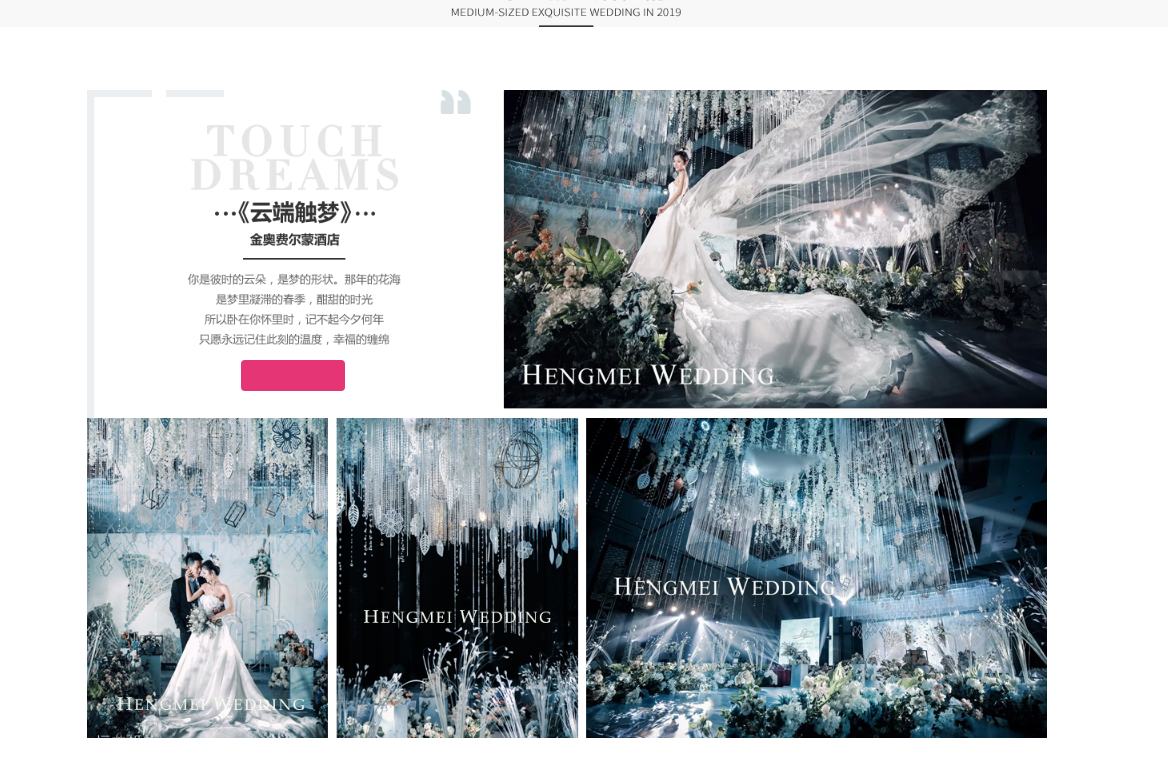 MEDIUM-SIZED EXQUISITE WEDDING IN 2019
TOUCH
DREAMS
···《云端触梦》···
金奥费尔蒙酒店
你是彼时的云朵，是梦的形状。那年的花海
是梦里凝滞的春季，酣甜的时光
所以卧在你怀里时，记不起今夕何年
只愿永远记住此刻的温度，幸福的缠绵
HENGMEI WEDDING
HENGMEI WEDDING
HENGMEI WEDDING
HENGMEI WEDDING